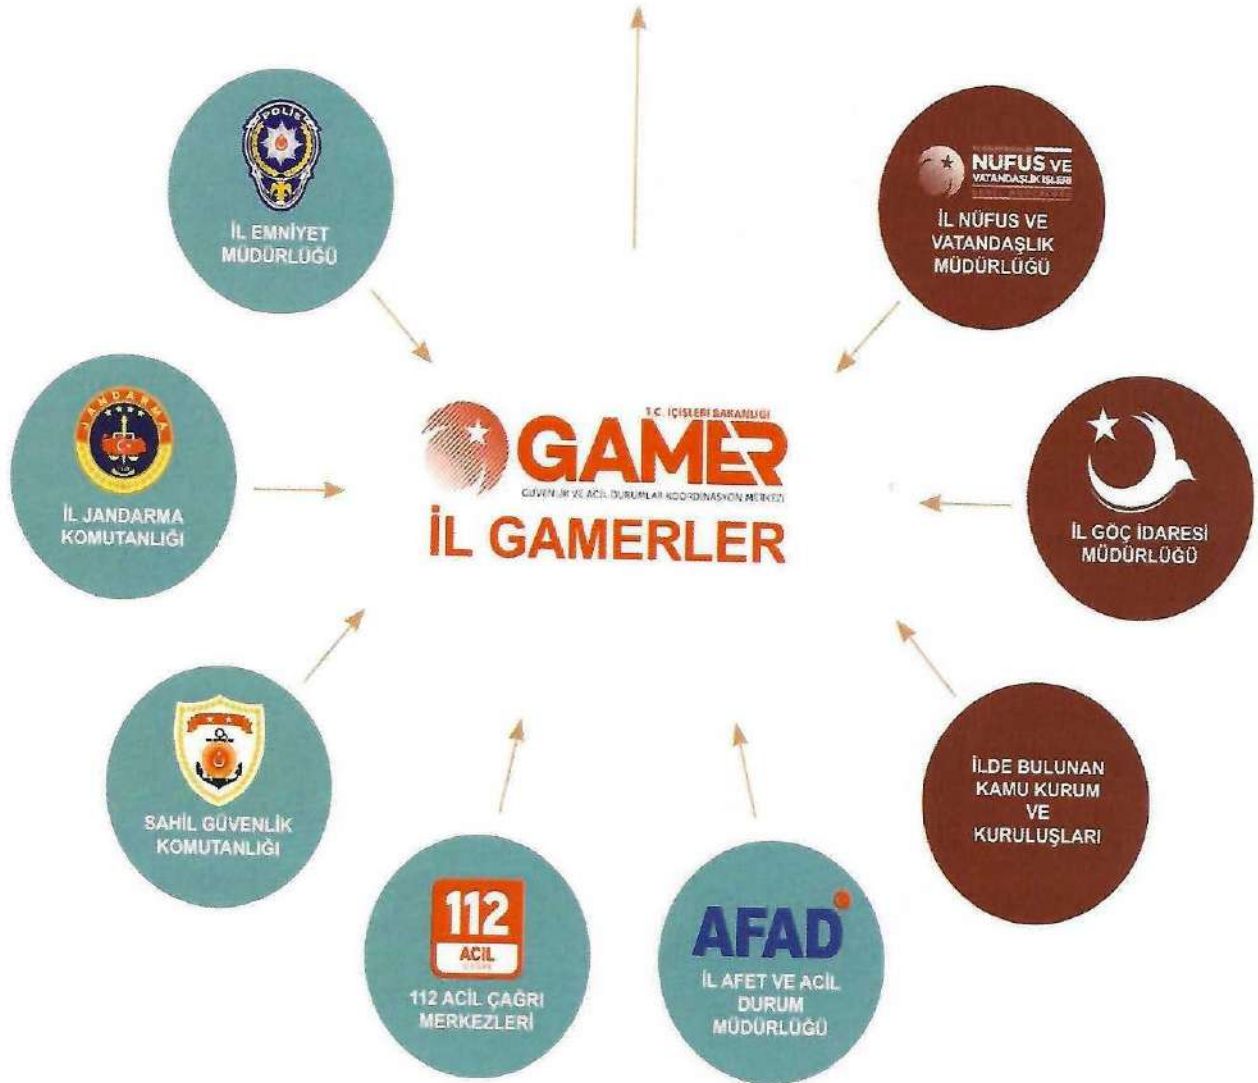 POLİS
İL EMNİYET
MÜDÜRLÜĞÜ
NÜFUS VE
VATANDAŞLIK İŞLERİ
İL NÜFUS VE
VATANDAŞLIK
MÜDÜRLÜĞÜ
JANDARMA
İL JANDARMA
KOMUTANLIĞI
T.C. İÇİŞLERİ BAKANLIĞI
GAMER
GÜVENLİK VE ACİL DURUMLAR KOORDİNASYON MERKEZİ
İL GAMERLER
İL GÖÇ İDARESİ
MÜDÜRLÜĞÜ
SAHİL GÜVENLİK
KOMUTANLIĞI
İLDE BULUNAN
KAMU KURUM
VE
KURULUŞLARI
112
ACİL
112 ACİL ÇAĞRI
MERKEZLERİ
AFAD
İL AFET VE ACİL
DURUM
MÜDÜRLÜĞÜ